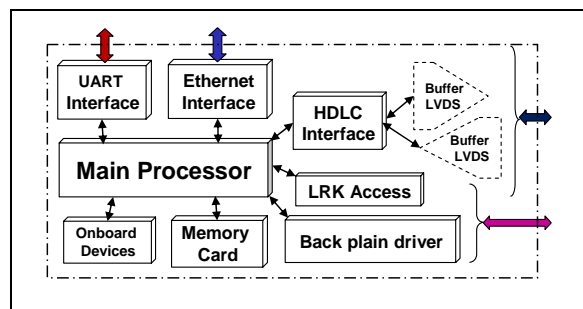 UART
Interface
Ethernet
Interface
HDLC
Interface
Buffer
LVDS
Buffer
LVDS
Main Processor
LRK Access
Onboard
Devices
Memory
Card
Back plain driver